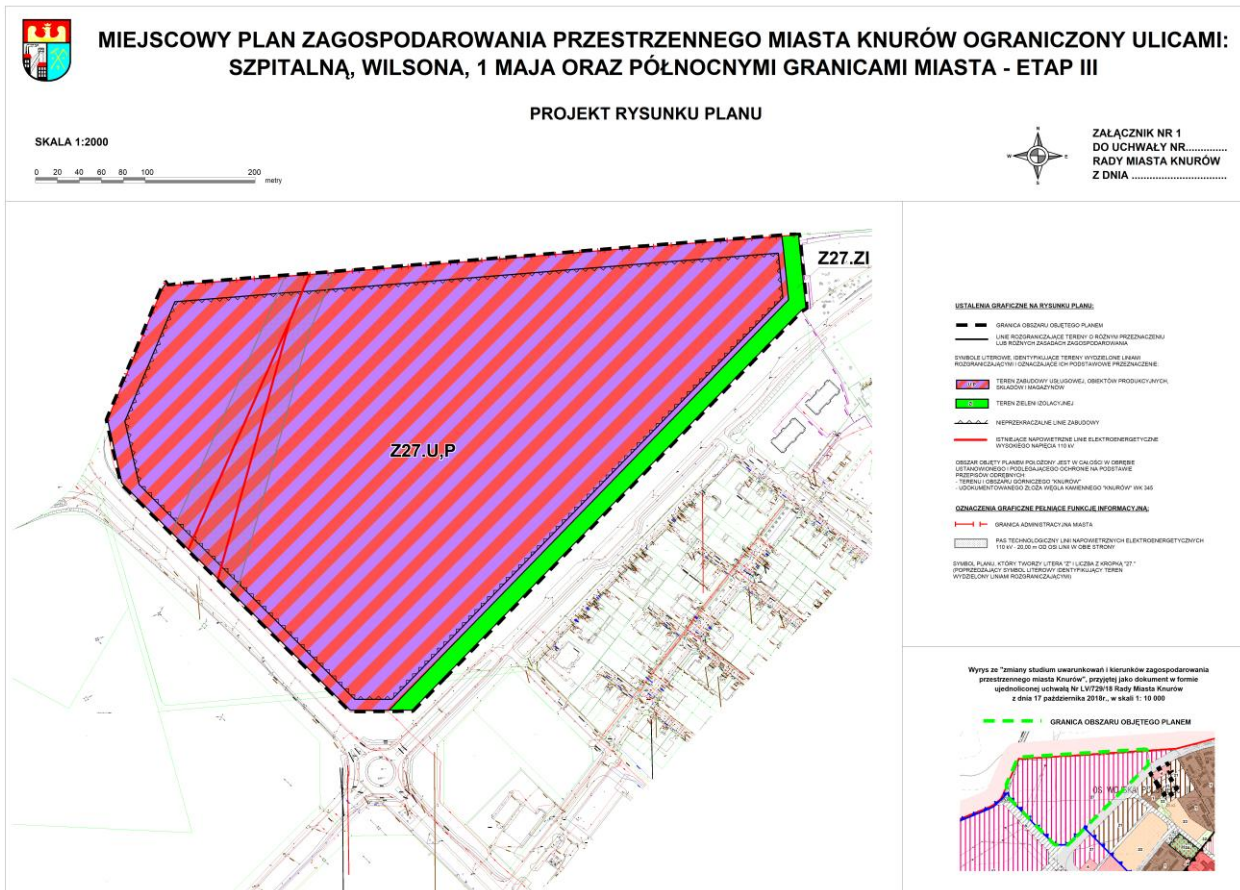 MIEJSCOWY PLAN ZAGOSPODAROWANIA PRZESTRZENNEGO MIASTA KNURÓW OGRANICZONY ULICAMI:
SZPITALNĄ, WILSONA, 1 MAJA ORAZ PÓŁNOCNYMI GRANICAMI MIASTA - ETAP III
PROJEKT RYSUNKU PLANU
SKALA 1:2000
0 20 40 60 80 100 200
metry
N
W E
S
ZAŁĄCZNIK NR 1
DO UCHWAŁY NR.............
RADY MIASTA KNURÓW
Z DNIA ..............................
Z27.ZI
Z27.U,P
USTALENIA GRAFICZNE NA RYSUNKU PLANU:
GRANICA OBSZARU OBJĘTEGO PLANEM
LINIE ROZGRANICZAJĄCE TERENY O RÓŻNYM PRZEZNACZENIU
LUB RÓŻNYCH ZASADACH ZAGOSPODAROWANIA
SYMBOLE LITEROWE, IDENTYFIKUJĄCE TERENY WYDZIELONE LINIAMI
ROZGRANICZAJĄCYMI I OZNACZAJĄCE ICH PODSTAWOWE PRZEZNACZENIE:
TEREN ZABUDOWY USŁUGOWEJ, OBIEKTÓW PRODUKCYJNYCH,
SKŁADÓW I MAGAZYNÓW
TEREN ZIELENI IZOLACYJNEJ
NIEPRZEKRACZALNE LINIE ZABUDOWY
ISTNIEJĄCE NAPOWIETRZNE LINIE ELEKTROENERGETYCZNE
WYSOKIEGO NAPIĘCIA 110 kV
OBSZAR OBJĘTY PLANEM POŁOŻONY JEST W CAŁOŚCI W OBRĘBIE
USTANOWIONEGO I PODLEGAJĄCEGO OCHRONIE NA PODSTAWIE
PRZEPISÓW ODRĘBNYCH:
- TERENU I OBSZARU GÓRNICZEGO "KNURÓW"
- UDOKUMENTOWANEGO ZŁOŻA WĘGLA KAMIENNEGO "KNURÓW" WK 345
OZNACZENIA GRAFICZNE PEŁNIĄCE FUNKCJĘ INFORMACYJNĄ:
GRANICA ADMINISTRACYJNA MIASTA
PAS TECHNOLOGICZNY LINII NAPOWIETRZNYCH ELEKTROENERGETYCZNYCH
110 kV - 20,00 m OD OSI LINII W OBIE STRONY
SYMBOL PLANU, KTÓRY TWORZY LITERA "Z" I LICZBA Z KROPKĄ "27."
(POPRZEDZAJĄCY SYMBOL LITEROWY IDENTYFIKUJĄCY TEREN
WYDZIELONY LINIAMI ROZGRANICZAJĄCYMI)
Wyrys ze "zmiany studium uwarunkowań i kierunków zagospodarowania
przestrzennego miasta Knurów", przyjętej jako dokument w formie
ujednoliconej uchwałą Nr LV/729/18 Rady Miasta Knurów
z dnia 17 października 2018r., w skali 1: 10 000
GRANICA OBSZARU OBJĘTEGO PLANEM